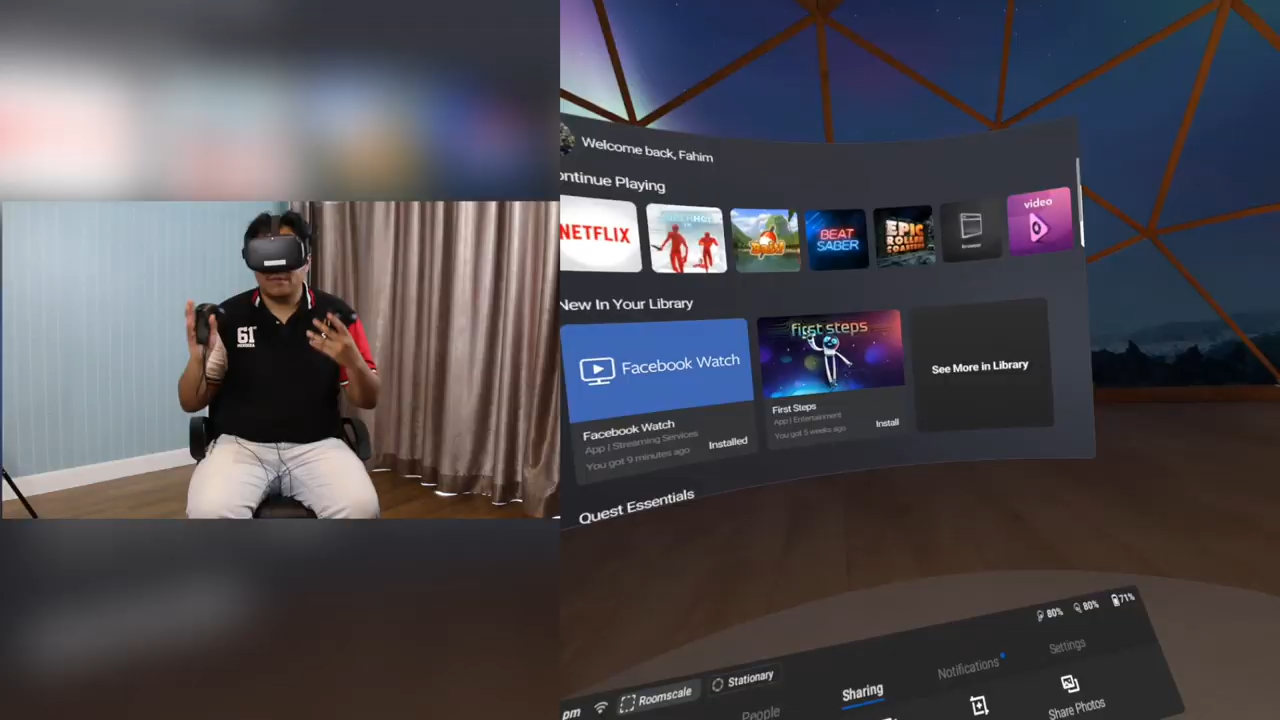 Welcome back, Fahim
ontinue Playing
NETFLIX
SUPERHOT
BEAT
SABER
EPIC
ROLLER
COASTERS
browser
video
New In Your Library
Facebook Watch
first steps
See More in Library
Facebook Watch
App | Streaming Services
You got 9 minutes ago
Installed
First Steps
App | Entertainment
You got 5 weeks ago
Install
Quest Essentials
80%
80%
71%
pm
Roomscale
Stationary
People
Sharing
Notifications
Settings
Share Photos
61